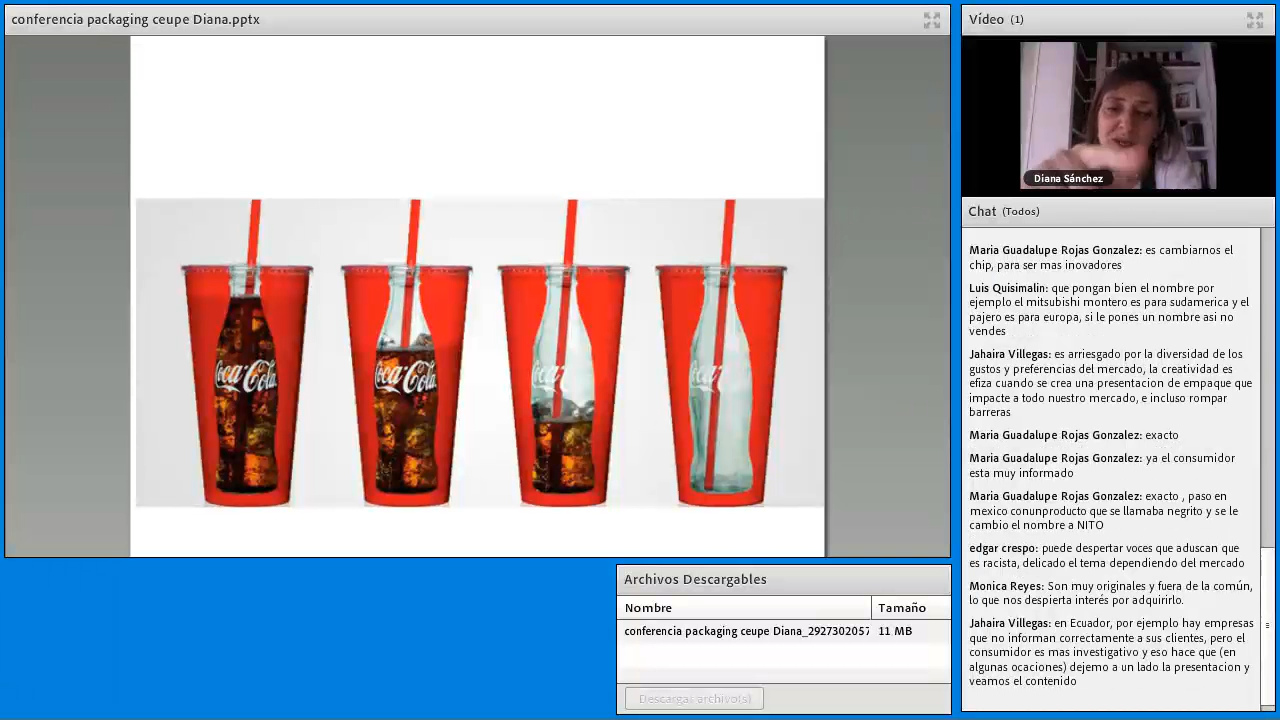 conferencia packaging ceupe Diana.pptx
Coca-Cola
Coca-Cola
Archivos Descargables
Nombre Tamaño
conferencia packaging ceupe Diana_2927302057 11 MB
Descargar archivo(s)
Vídeo (1)
Diana Sánchez
Chat (Todos)
Maria Guadalupe Rojas Gonzalez: es cambiarnos el
chip, para ser mas inovadores
Luis Quisimalin: que pongan bien el nombre por
ejemplo el mitsubishi montero es para sudamerica y el
pajero es para europa, si le pones un nombre asi no
vendes
Jahaira Villegas: es arriesgado por la diversidad de los
gustos y preferencias del mercado, la creatividad es
efiza cuando se crea una presentacion de empaque que
impacte a todo nuestro mercado, e incluso rompar
barreras
Maria Guadalupe Rojas Gonzalez: exacto
Maria Guadalupe Rojas Gonzalez: ya el consumidor
esta muy informado
Maria Guadalupe Rojas Gonzalez: exacto , paso en
mexico conunproducto que se llamaba negrito y se le
cambio el nombre a NITO
edgar crespo: puede despertar voces que aduscan que
es racista, delicado el tema dependiendo del mercado
Monica Reyes: Son muy originales y fuera de la común,
lo que nos despierta interés por adquirirlo.
Jahaira Villegas: en Ecuador, por ejemplo hay empresas
que no informan correctamente a sus clientes, pero el
consumidor es mas investigativo y eso hace que (en
algunas ocaciones) dejemo a un lado la presentacion y
veamos el contenido